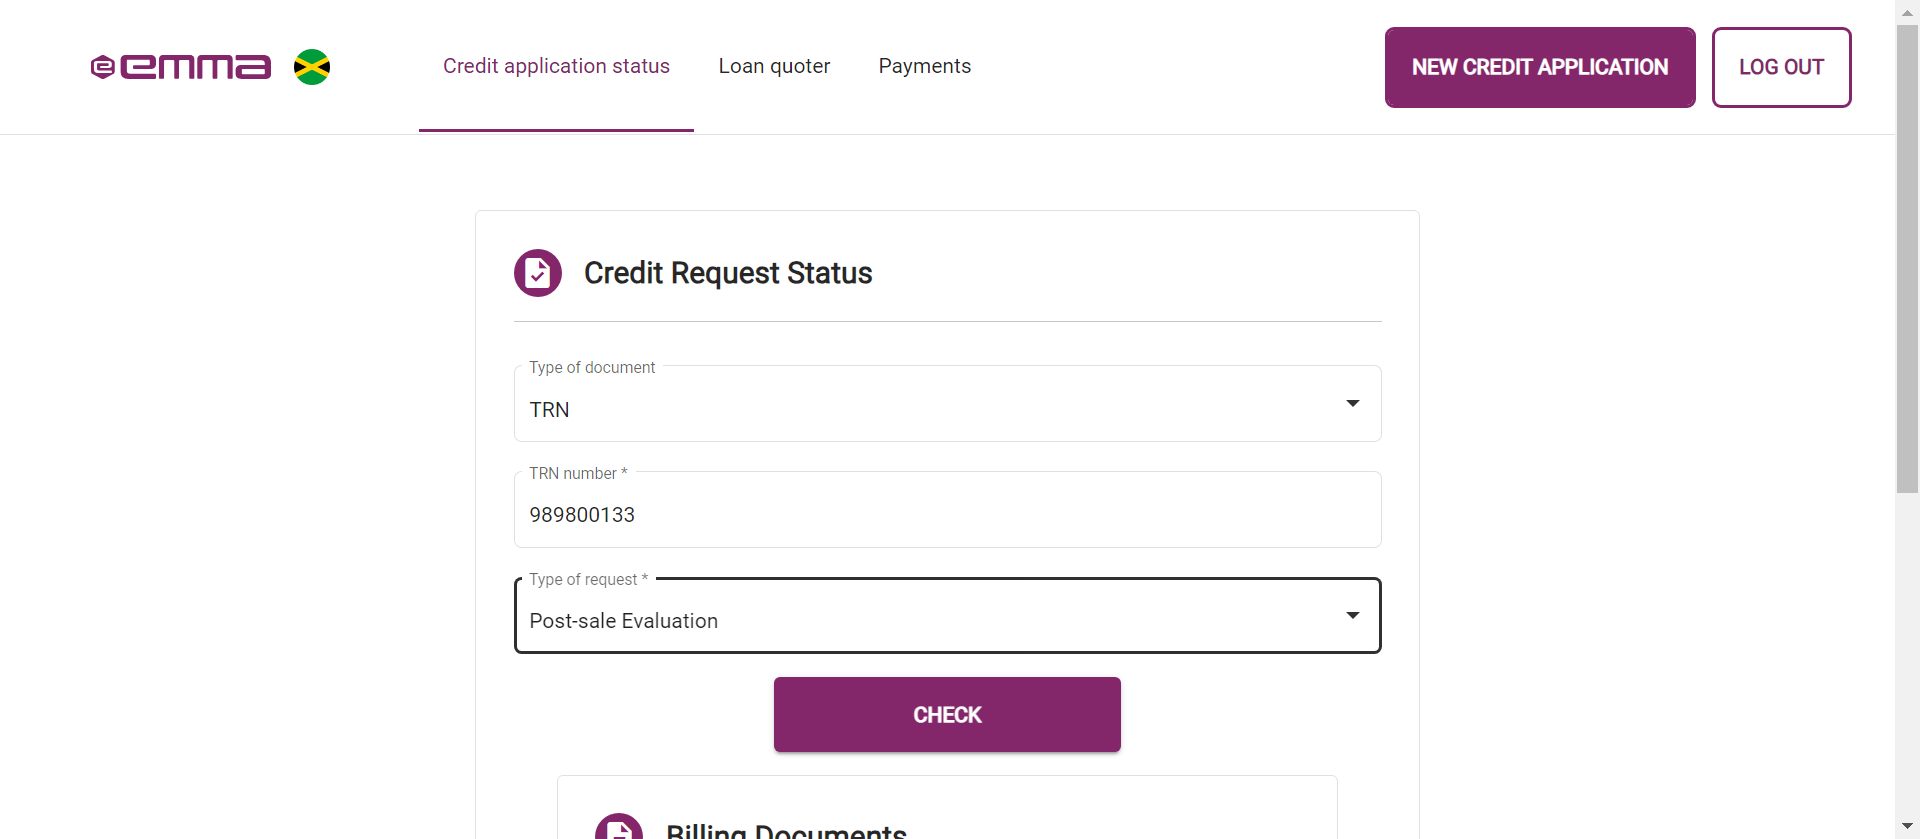 emma
Credit application status
Loan quoter
Payments
NEW CREDIT APPLICATION
LOG OUT
Credit Request Status
Type of document
TRN
TRN number *
989800133
Type of request *
Post-sale Evaluation
CHECK
Billing Documents